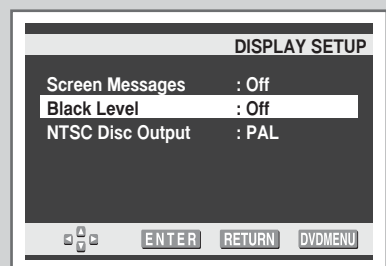 DISPLAY SETUP
Screen Messages : Off
Black Level : Off
NTSC Disc Output : PAL
ENTER RETURN DVDMENU